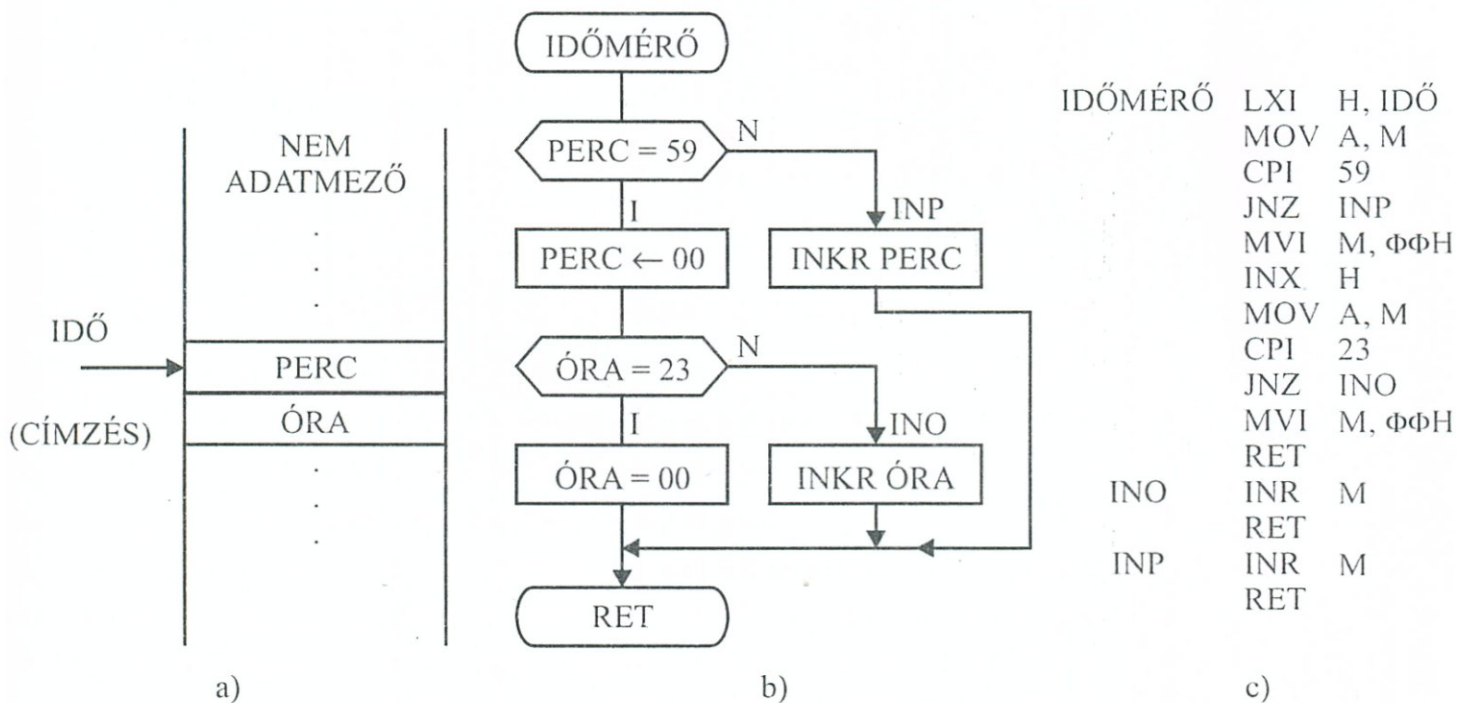 NEM
ADATMEZŐ
IDŐ
PERC
(CÍMZÉS)
ÓRA
a)
IDŐMÉRŐ
PERC = 59
N
I
INP
PERC ← 00
INKR PERC
ÓRA = 23
N
I
INO
ÓRA = 00
INKR ÓRA
RET
b)
IDŐMÉRŐ LXI H, IDŐ
MOV A, M
CPI 59
JNZ INP
MVI M, ΦΦH
INX H
MOV A, M
CPI 23
JNZ INO
MVI M, ΦΦH
RET
INO INR M
RET
INP INR M
RET
c)